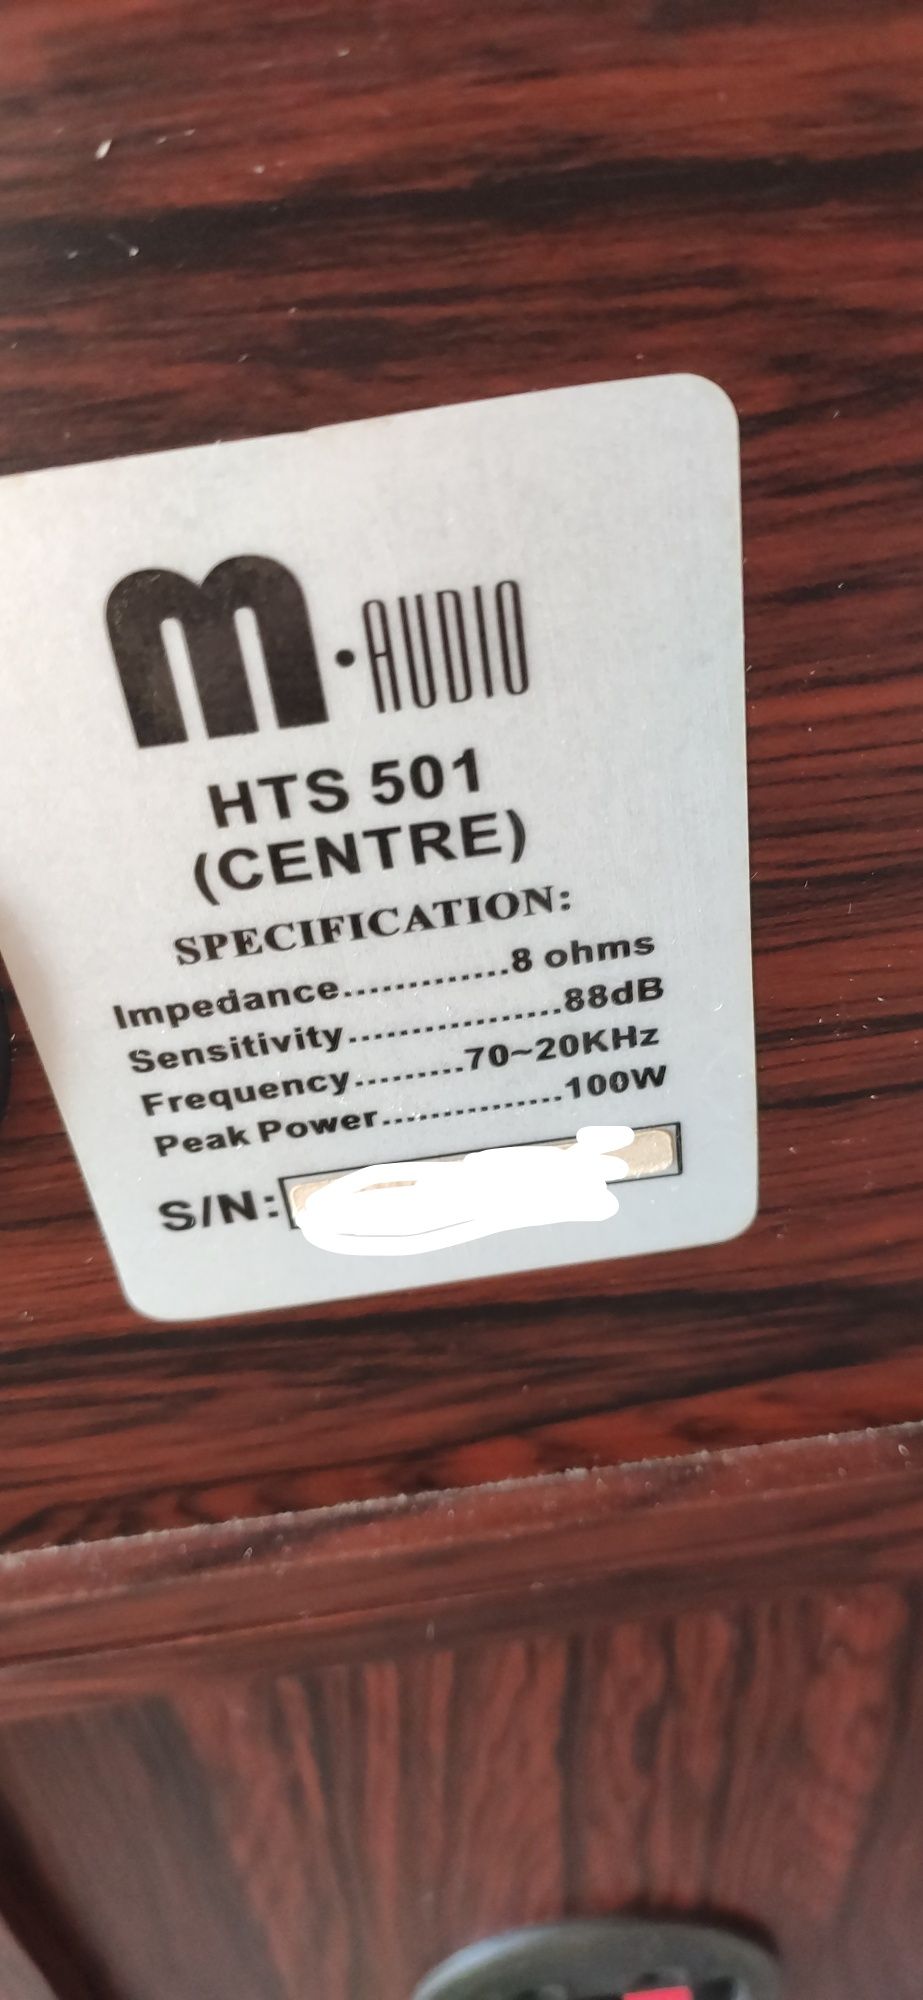 m·AUDIO
HTS 501
(CENTRE)
SPECIFICATION:
Impedance.............8 ohms
Sensitivity.................88dB
Frequency.........70~20KHz
Peak Power...............100W
S/N: